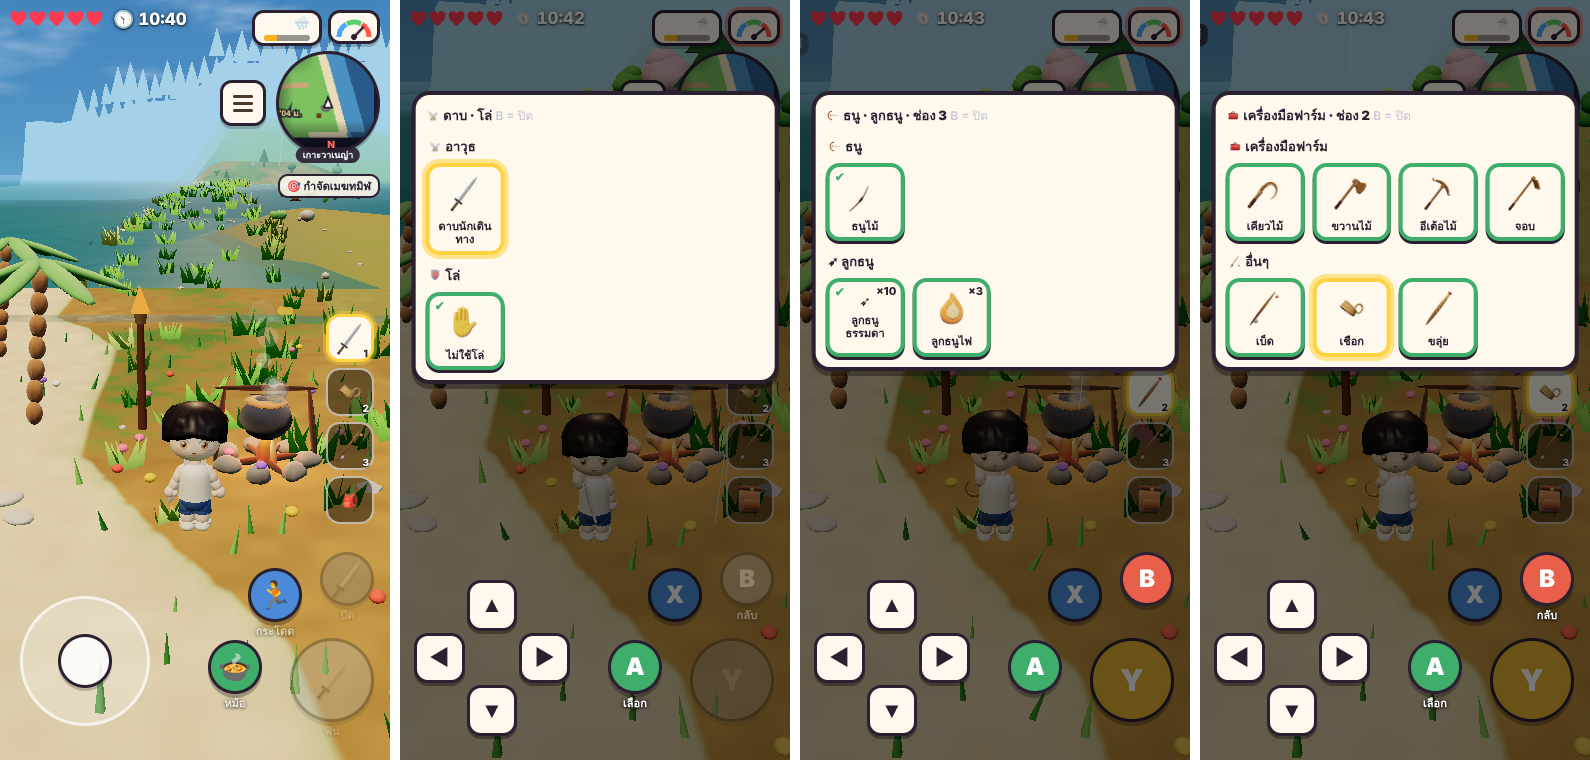 10:40
04 ม.
N
เกาะวาเนญ่า
🎯 กำจัดเมฆทมิฬ
1
2
3
ปัด
กระโดด
หม้อ
ฟัน
10:42
ดาบ · โล่ B = ปิด
อาวุธ
ดาบนักเดิน
ทาง
โล่
✔
ไม่ใช้โล่
2
3
X
B
กลับ
A
Y
เลือก
10:43
ธนู · ลูกธนู · ช่อง 3 B = ปิด
ธนู
✔
ธนูไม้
ลูกธนู
✔ ×10
ลูกธนู
ธรรมดา
×3
ลูกธนูไฟ
2
3
B
X
A
Y
10:43
เครื่องมือฟาร์ม · ช่อง 2 B = ปิด
เครื่องมือฟาร์ม
เคียวไม้
ขวานไม้
อีเต้อไม้
จอบ
อื่นๆ
เบ็ด
เชือก
ขลุ่ย
2
3
B
X
กลับ
A
Y
เลือก